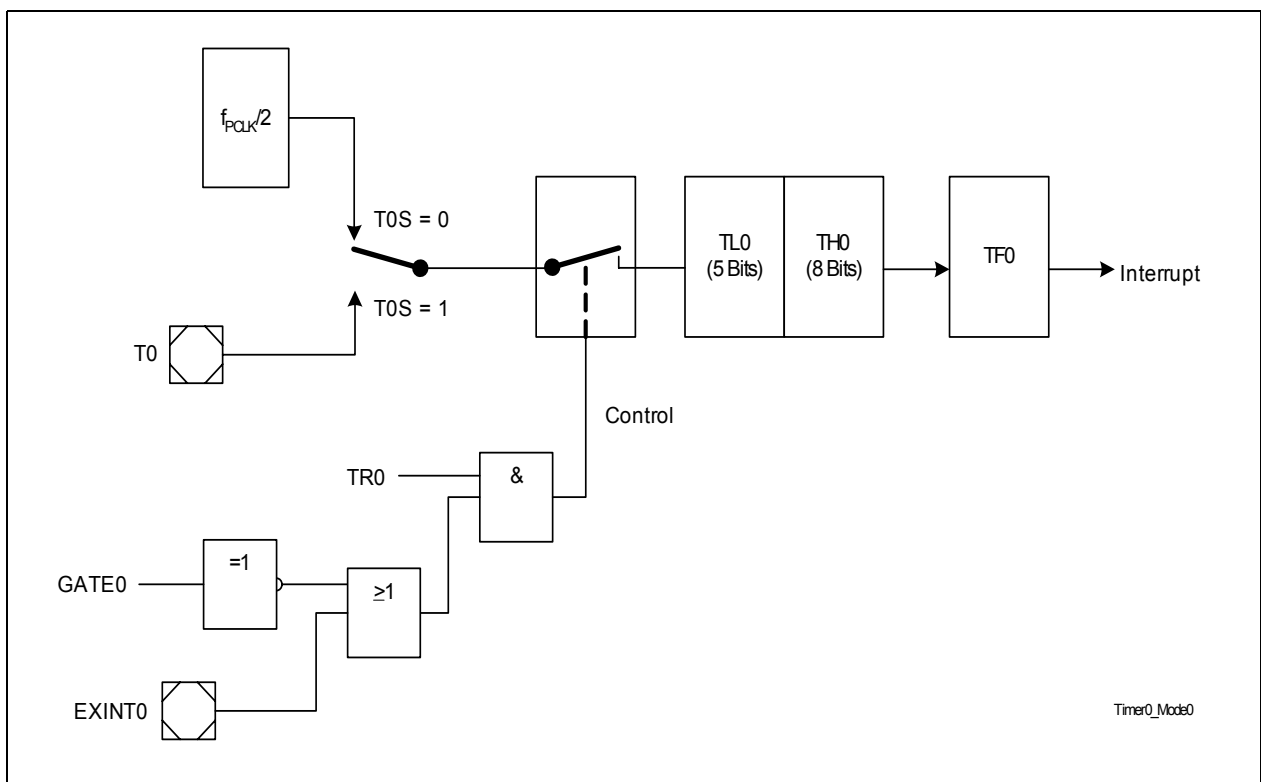 fPCLK/2
T0S = 0
T0S = 1
T0
TL0
(5 Bits)
TH0
(8 Bits)
TF0
Interrupt
Control
TR0
&
GATE0
=1
≥1
EXINT0
Timer0_Mode0